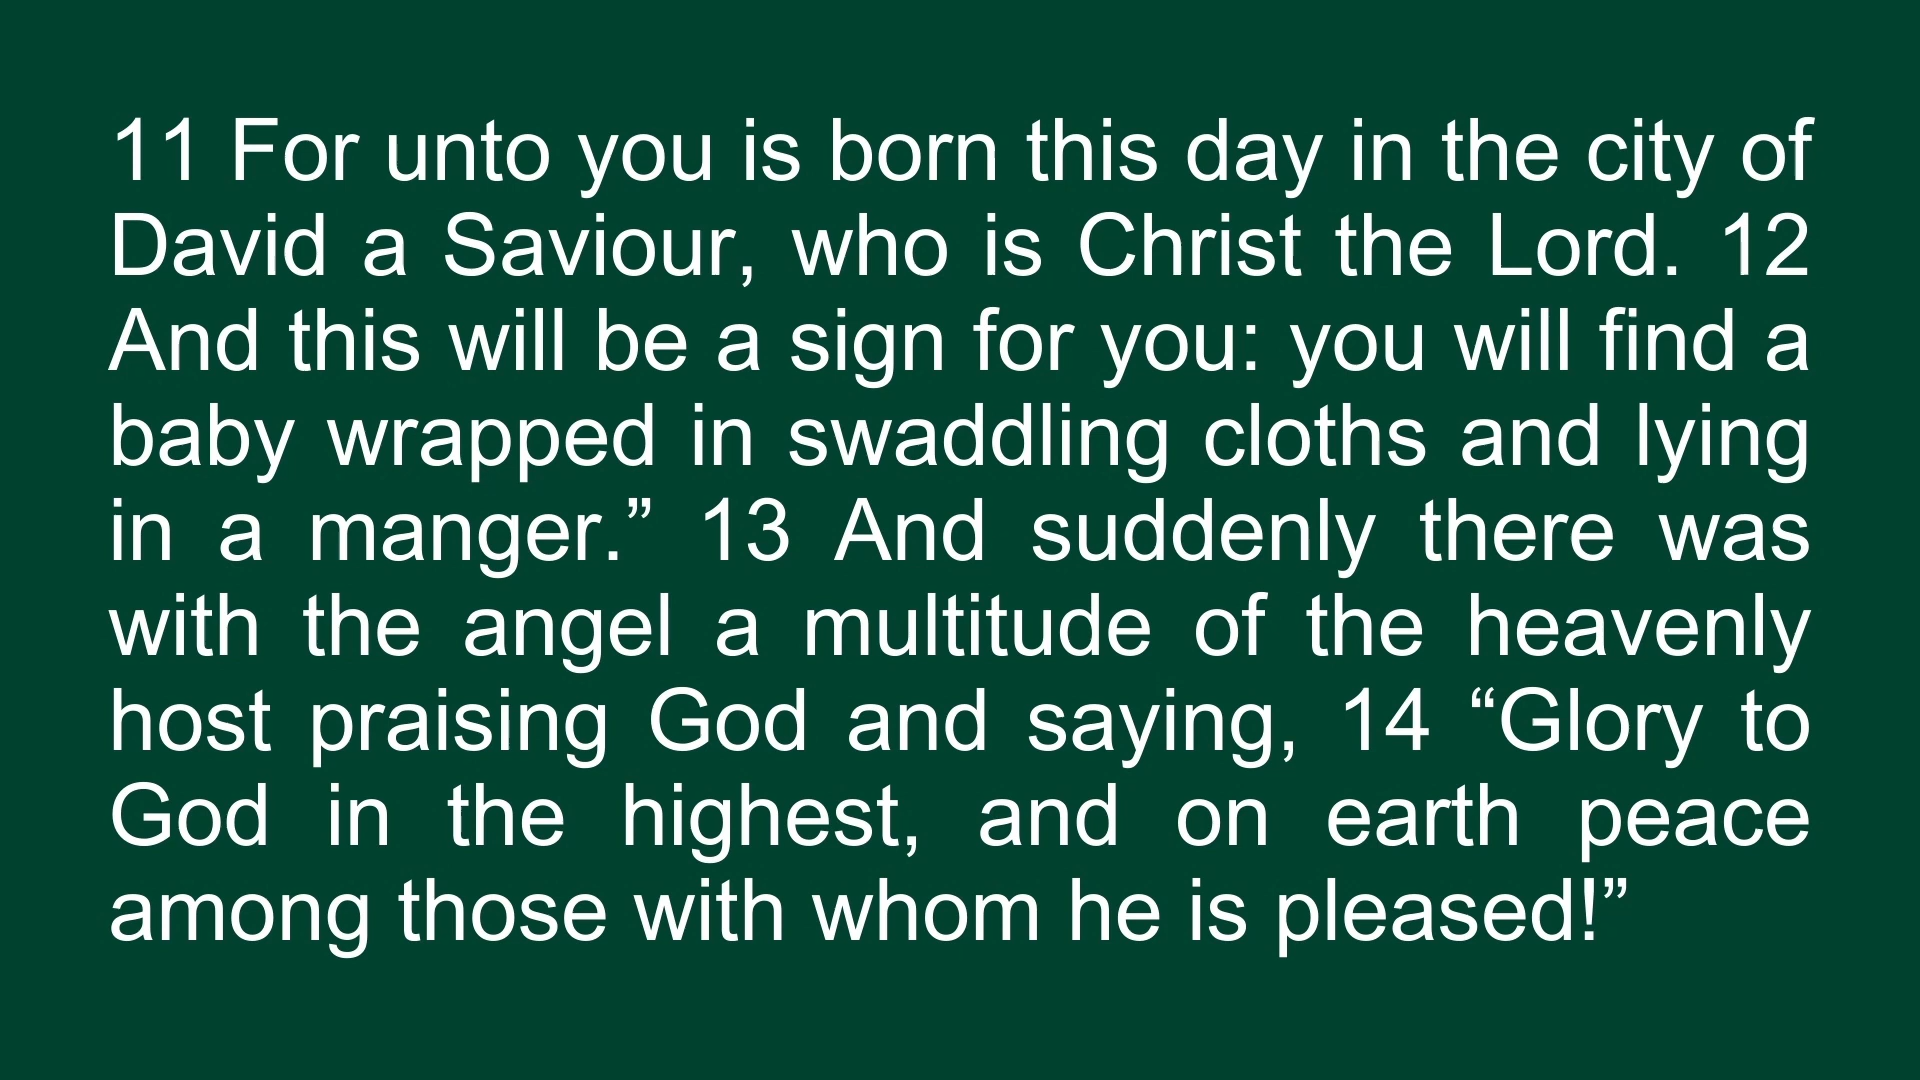 11 For unto you is born this day in the city of
David a Saviour, who is Christ the Lord. 12
And this will be a sign for you: you will find a
baby wrapped in swaddling cloths and lying
in a manger.” 13 And suddenly there was
with the angel a multitude of the heavenly
host praising God and saying, 14 “Glory to
God in the highest, and on earth peace
among those with whom he is pleased!”